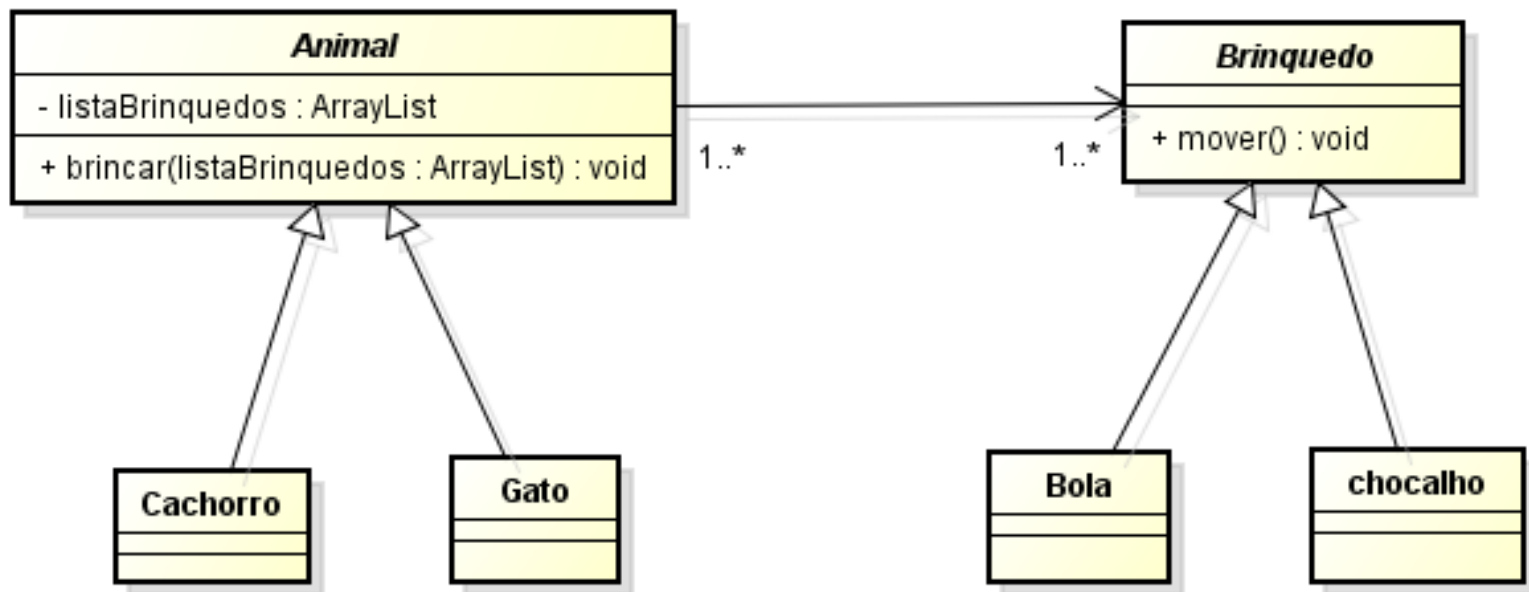 Animal
- listaBrinquedos : ArrayList
+ brincar(listaBrinquedos : ArrayList) : void
1..*
1..*
Brinquedo
+ mover() : void
Cachorro
Gato
Bola
chocalho